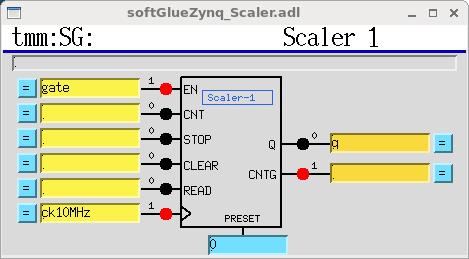 softGlueZynq_Scaler.adl
tmm:SG: Scaler 1
gate 1 EN Scaler-1
0 CNT
0 STOP
Q 0 q
0 CLEAR
CNTG 1
0 READ
ck10MHz 1
PRESET
0